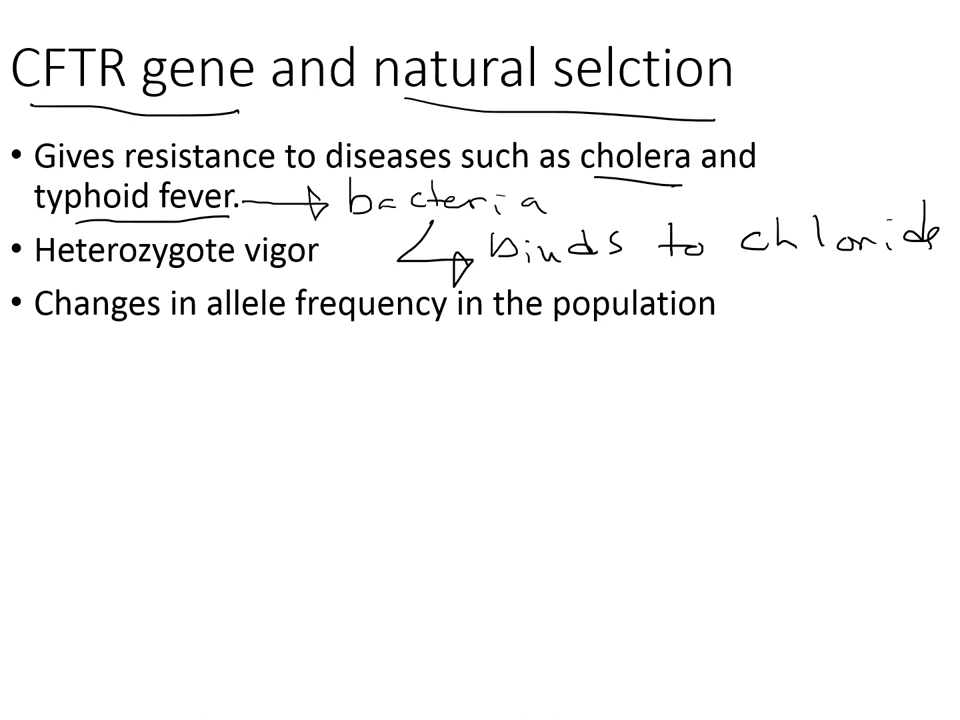 CFTR gene and natural selction
• Gives resistance to diseases such as cholera and
typhoid fever. → bacteria
↳ binds to chloride
• Heterozygote vigor
• Changes in allele frequency in the population